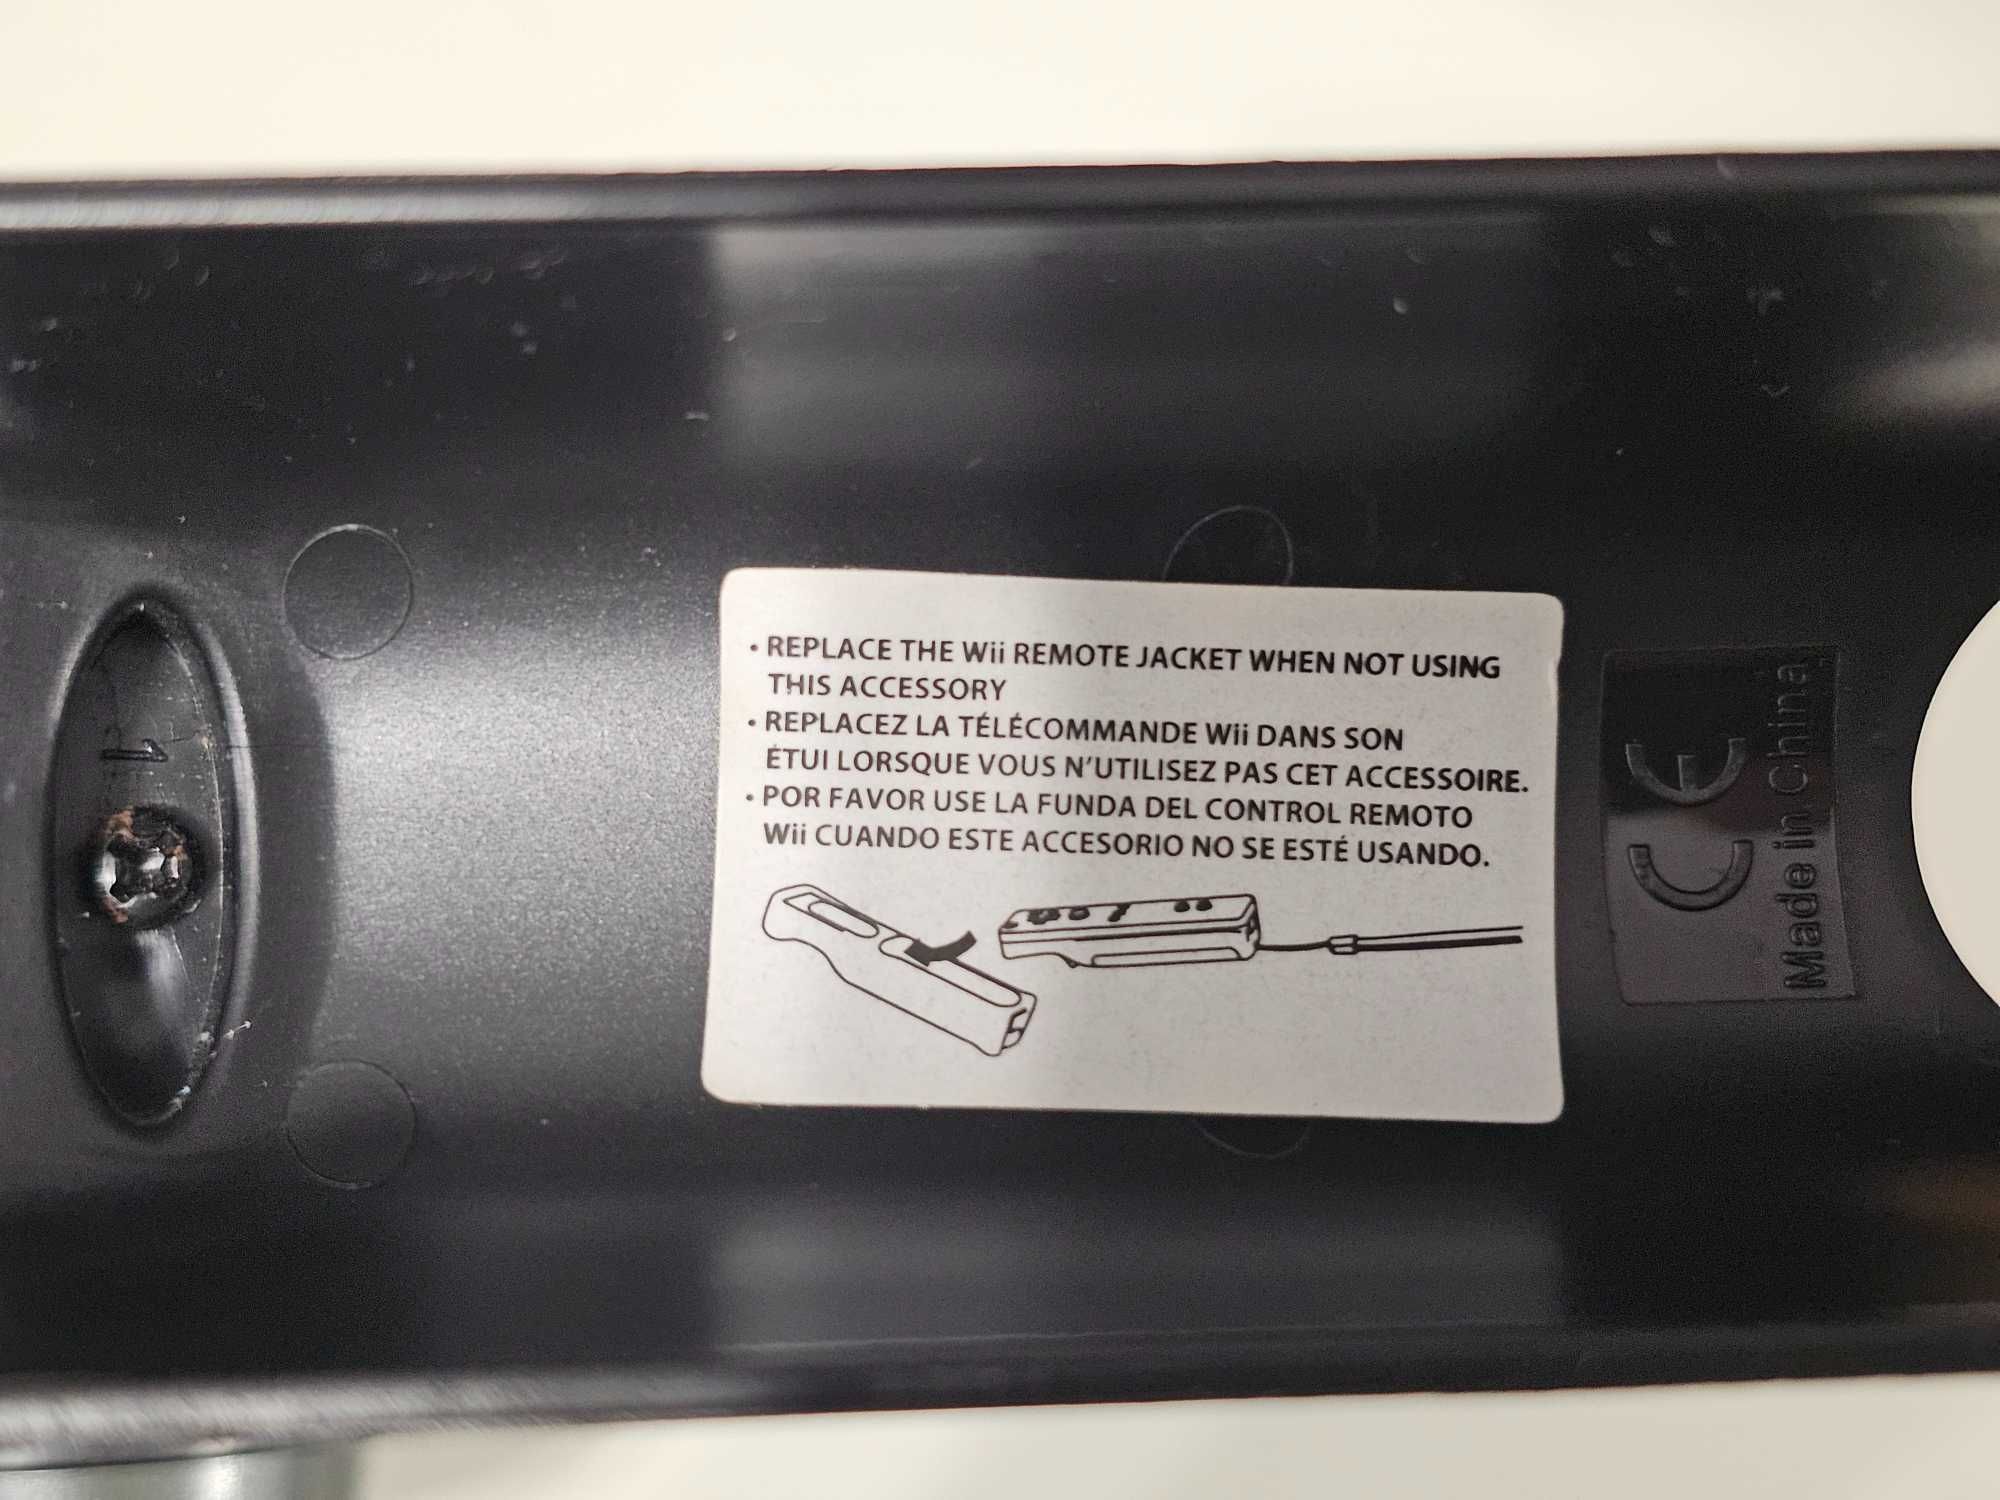 • REPLACE THE Wii REMOTE JACKET WHEN NOT USING
THIS ACCESSORY
• REPLACEZ LA TÉLÉCOMMANDE Wii DANS SON
ÉTUI LORSQUE VOUS N'UTILISEZ PAS CET ACCESSOIRE.
• POR FAVOR USE LA FUNDA DEL CONTROL REMOTO
Wii CUANDO ESTE ACCESORIO NO SE ESTÉ USANDO.
1
CE
Made in China